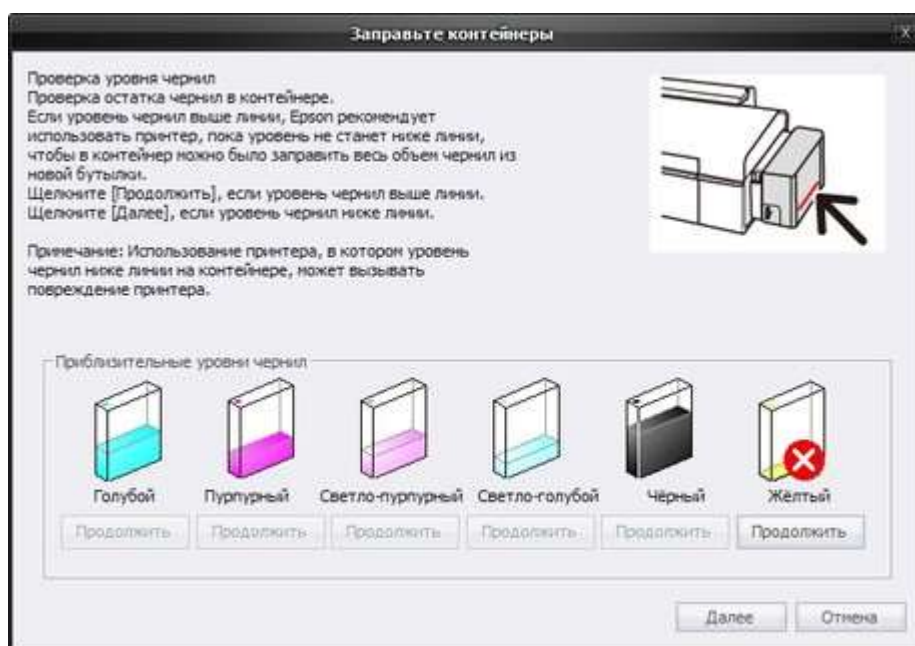 Заправьте контейнеры
Проверка уровня чернил
Проверка остатка чернил в контейнере.
Если уровень чернил выше линии, Epson рекомендует
использовать принтер, пока уровень не станет ниже линии,
чтобы в контейнер можно было заправить весь объем чернил из
новой бутылки.
Щелкните [Продолжить], если уровень чернил выше линии.
Щелкните [Далее], если уровень чернил ниже линии.
Примечание: Использование принтера, в котором уровень
чернил ниже линии на контейнере, может вызывать
повреждение принтера.
Приблизительные уровни чернил
Голубой Пурпурный Светло-пурпурный Светло-голубой Черный Желтый
Продолжить Продолжить Продолжить Продолжить Продолжить Продолжить
Далее Отмена